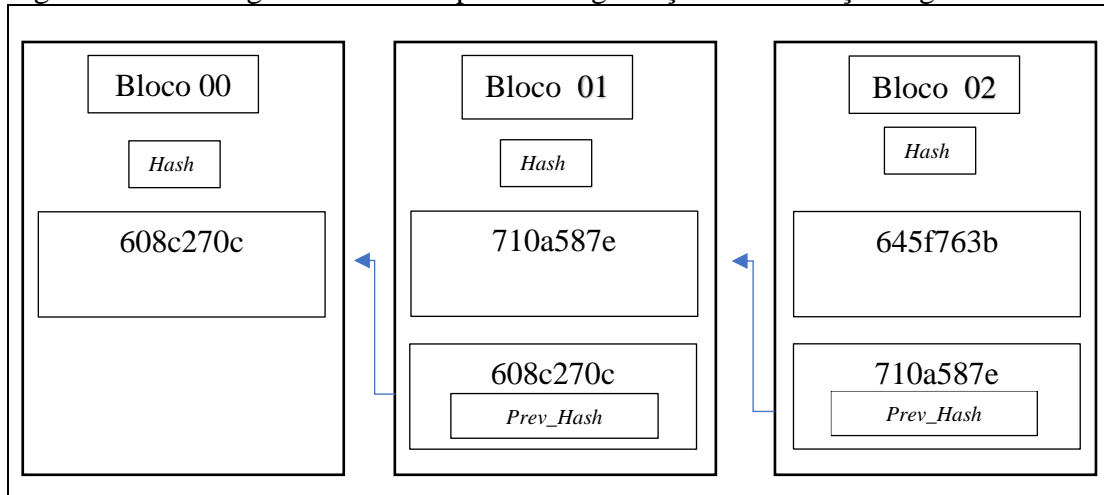 Bloco 00
Hash
608c270c
Bloco 01
Hash
710a587e
608c270c
Prev_Hash
Bloco 02
Hash
645f763b
710a587e
Prev_Hash